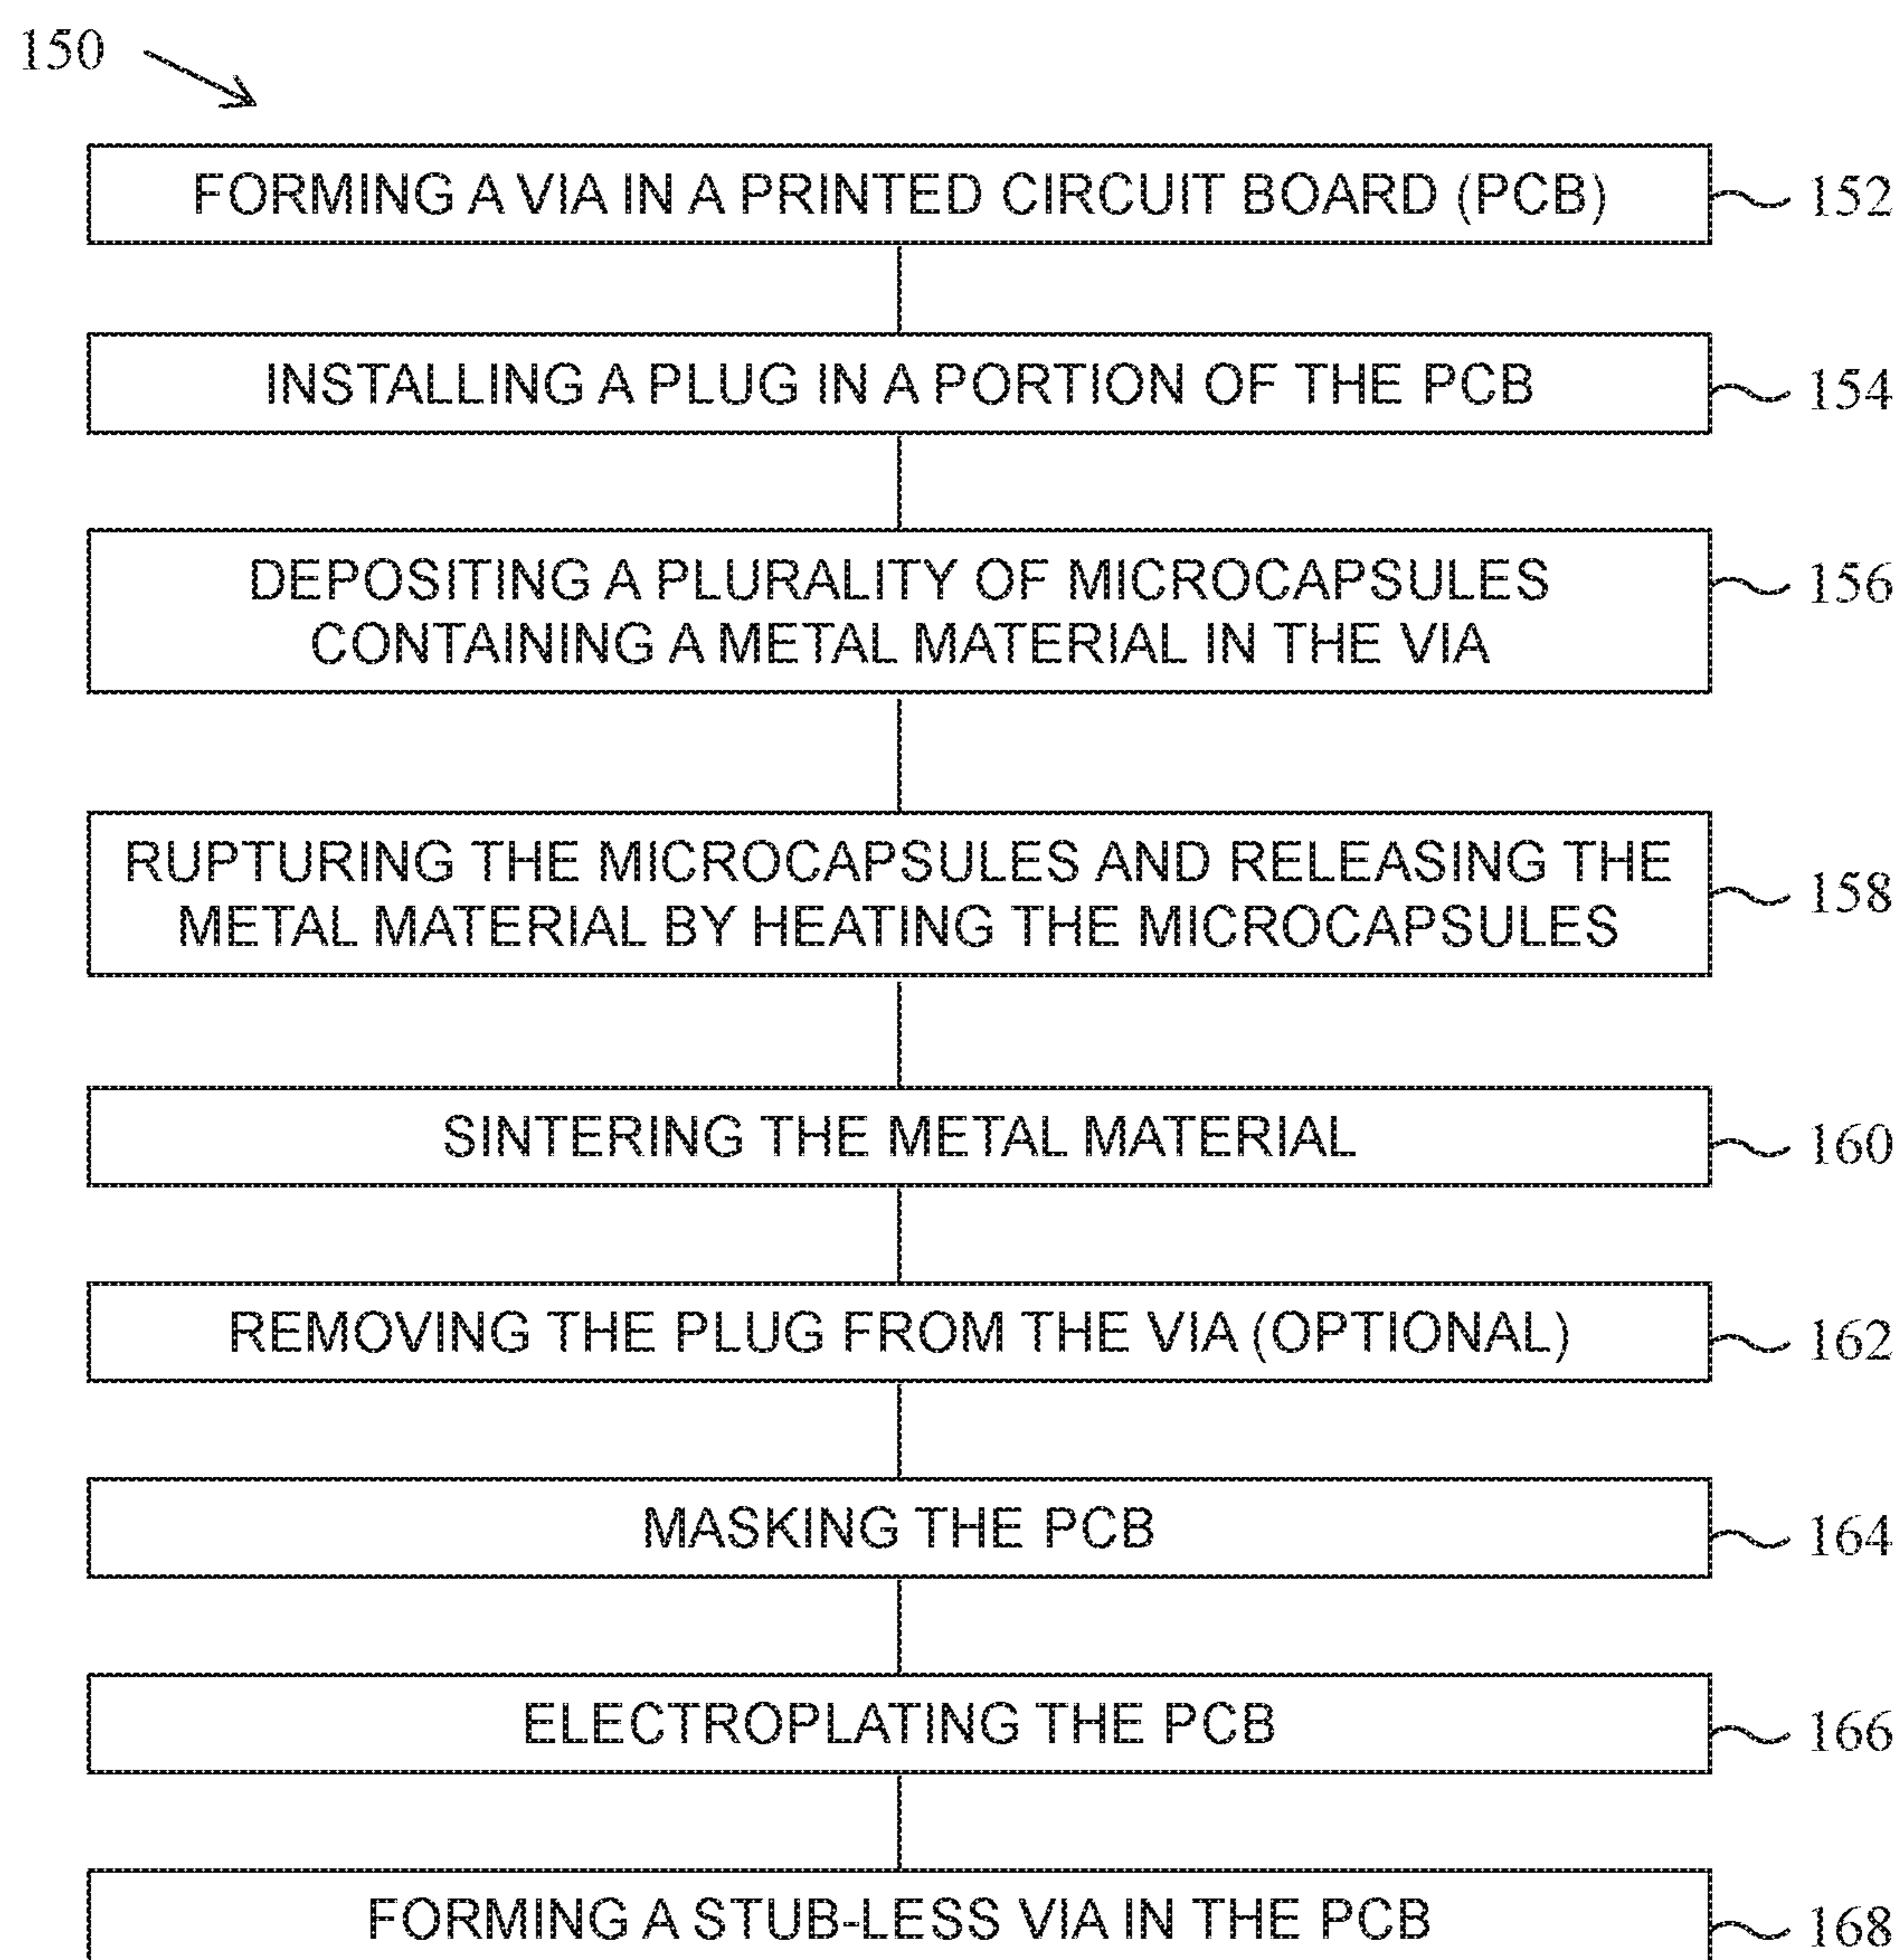 150
FORMING A VIA IN A PRINTED CIRCUIT BOARD (PCB)
152
INSTALLING A PLUG IN A PORTION OF THE PCB
154
DEPOSITING A PLURALITY OF MICROCAPSULES
CONTAINING A METAL MATERIAL IN THE VIA
156
RUPTURING THE MICROCAPSULES AND RELEASING THE
METAL MATERIAL BY HEATING THE MICROCAPSULES
158
SINTERING THE METAL MATERIAL
160
REMOVING THE PLUG FROM THE VIA (OPTIONAL)
162
MASKING THE PCB
164
ELECTROPLATING THE PCB
166
FORMING A STUB-LESS VIA IN THE PCB
168